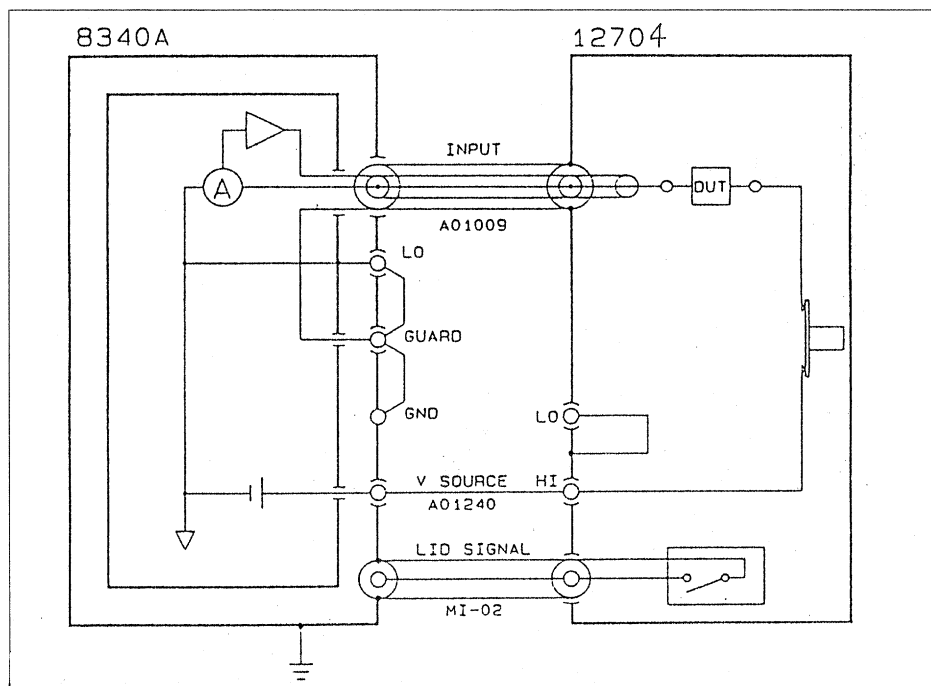 8340A
12704
INPUT
A
DUT
A01009
LO
GUARD
GND
LO
V SOURCE
HI
A01240
LID SIGNAL
MI-02